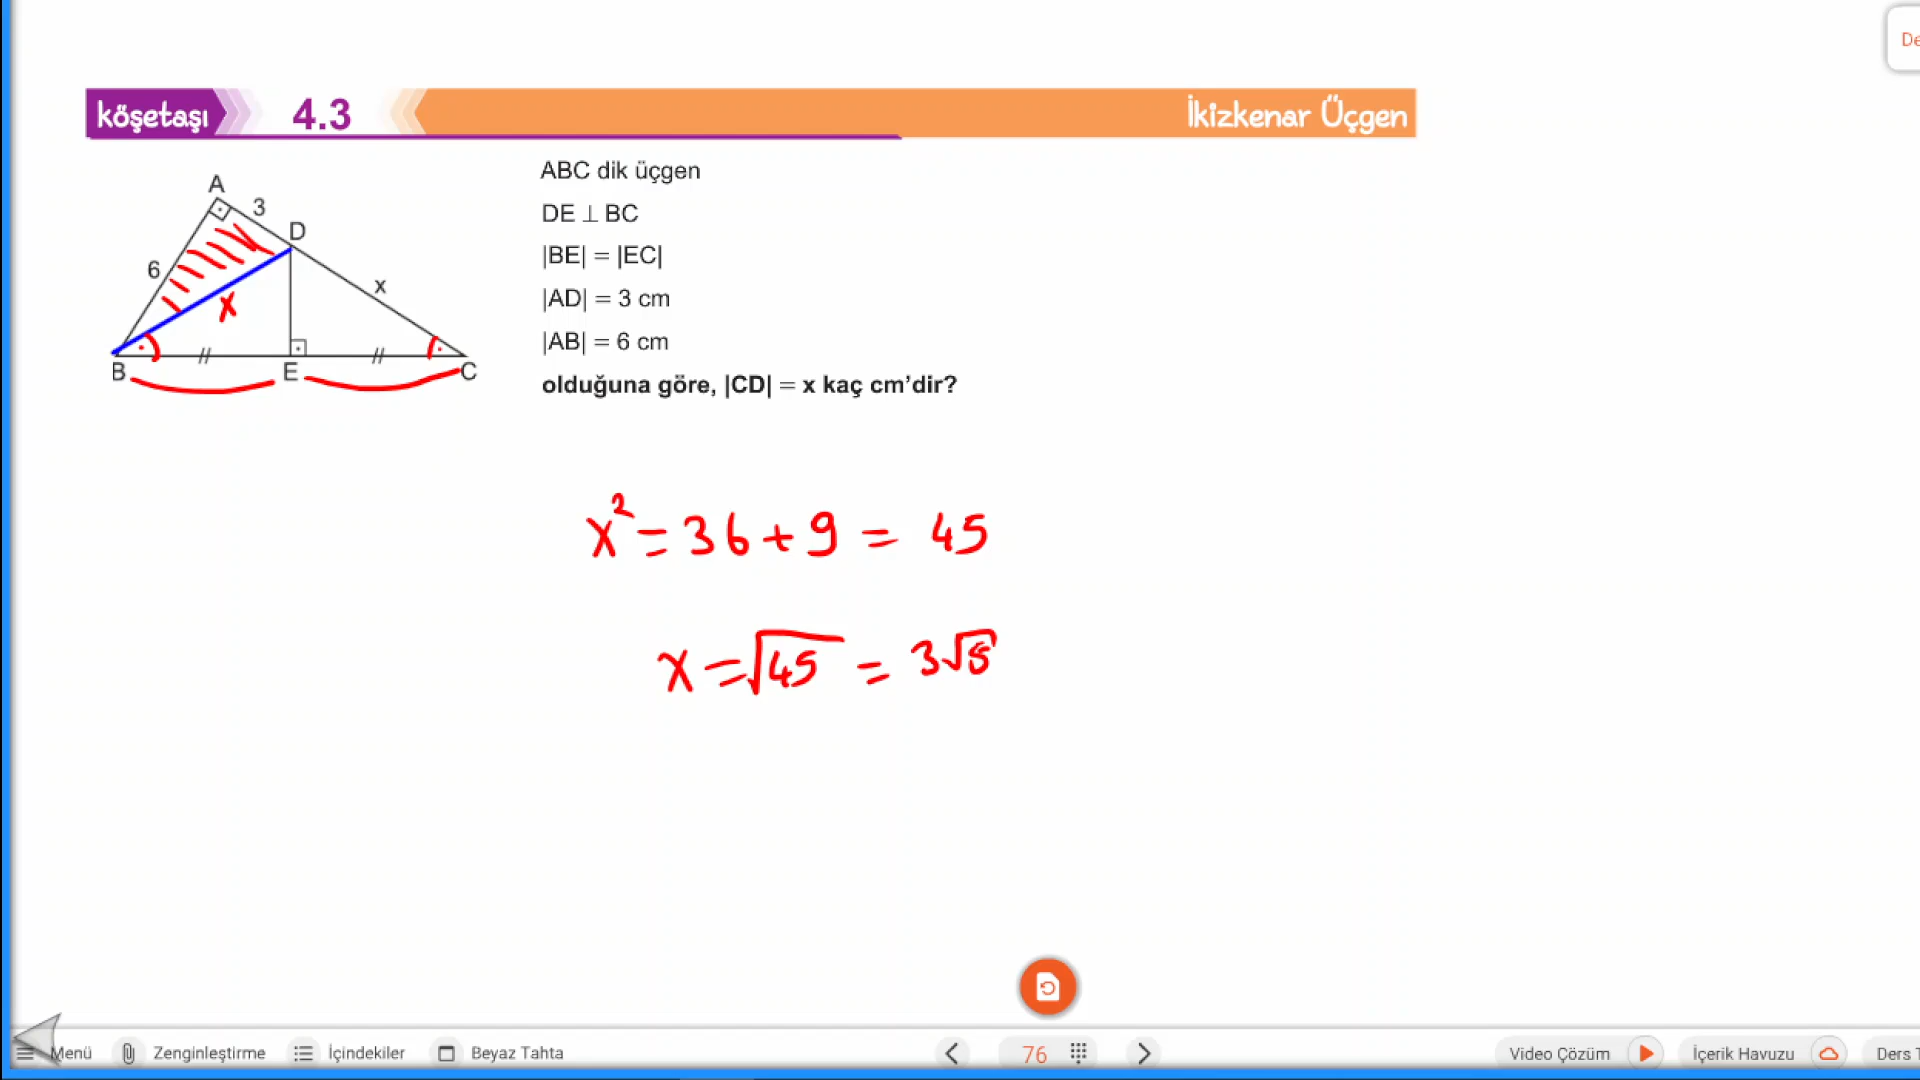 De
köşetaşı 4.3 İkizkenar Üçgen
ABC dik üçgen
DE ⊥ BC
|BE| = |EC|
|AD| = 3 cm
|AB| = 6 cm
olduğuna göre, |CD| = x kaç cm’dir?
A
3
D
6
x
x
B
E
C
x² = 36 + 9 = 45
x = √45 = 3√5
Menü Zenginleştirme İçindekiler Beyaz Tahta 76 Video Çözüm İçerik Havuzu Ders T